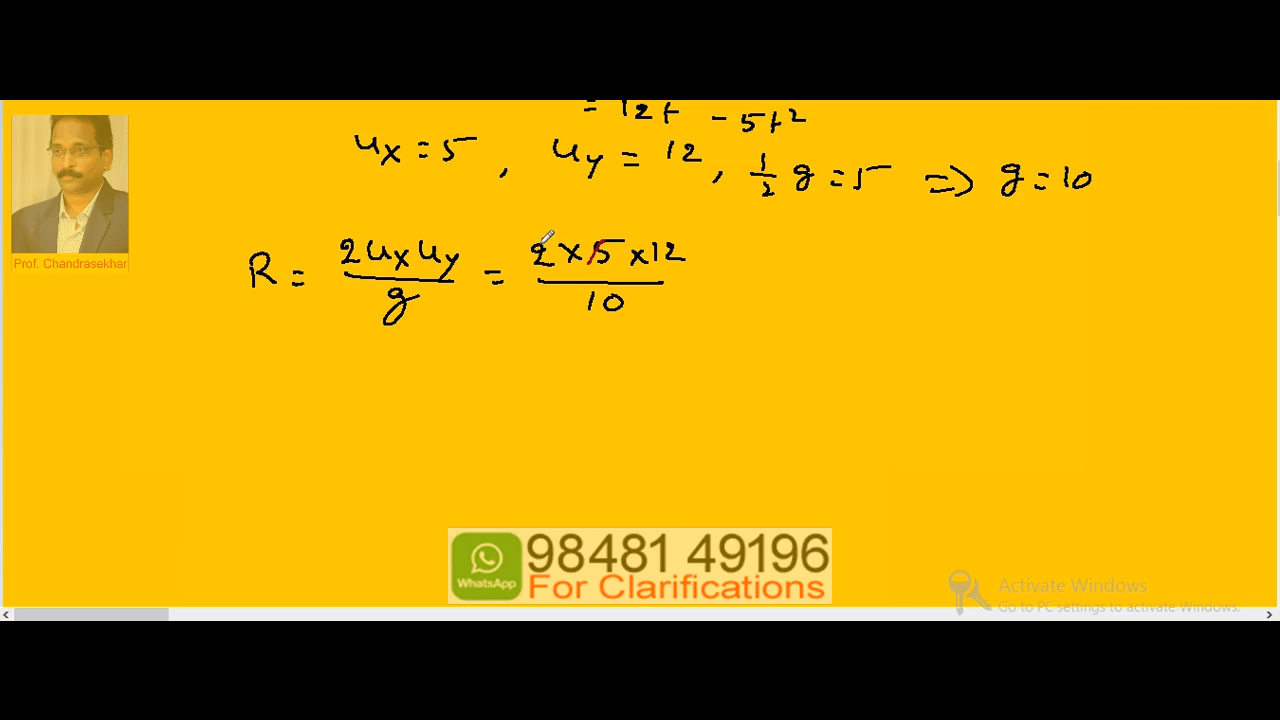 = 12t - 5t²
Prof. Chandrasekhar
ux = 5, uy = 12, 1/2 g = 5 => g = 10
R = 2uxuy/g = 2 x 5 x 12/10
WhatsApp
98481 49196
For Clarifications
Activate Windows
Go to PC settings to activate Windows.